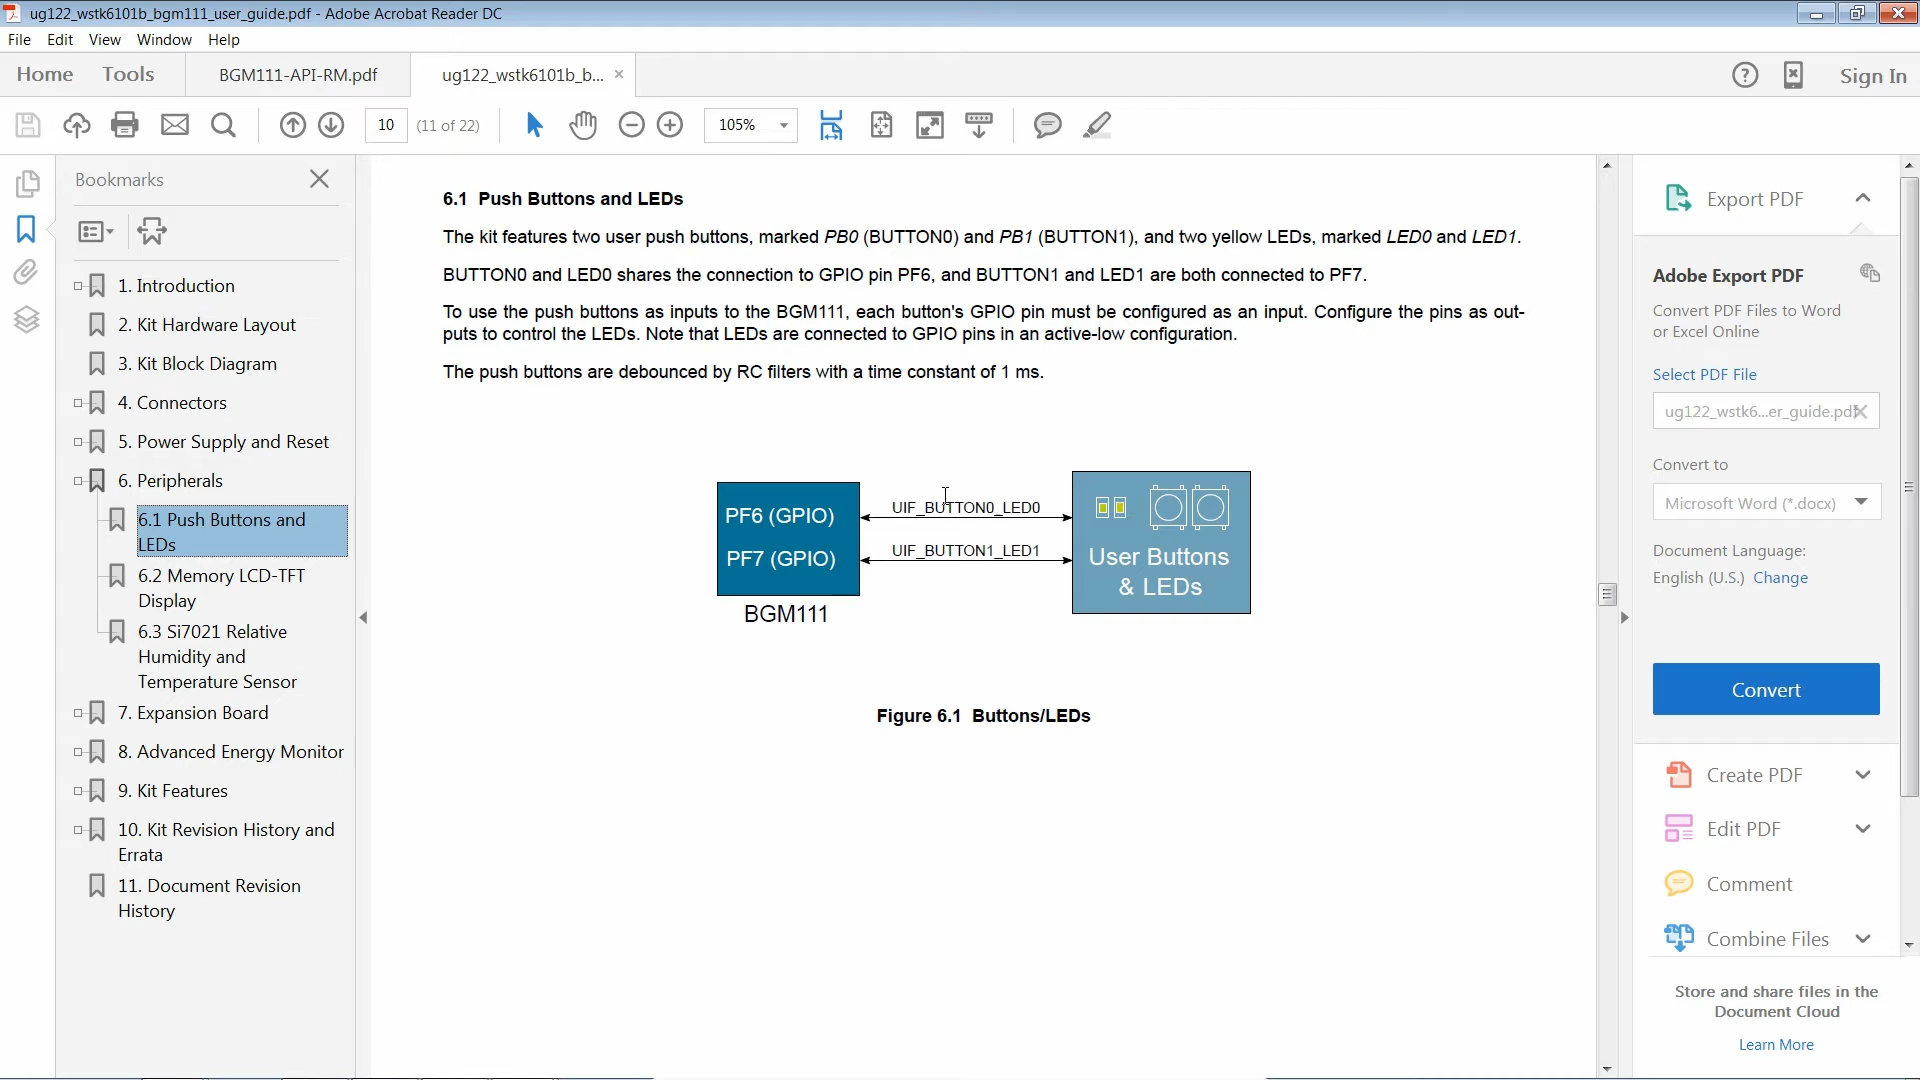 ug122_wstk6101b_bgm111_user_guide.pdf - Adobe Acrobat Reader DC
File Edit View Window Help
Home Tools BGM111-API-RM.pdf ug122_wstk6101b_b... Sign In
10 (11 of 22) 105%
Bookmarks
1. Introduction
2. Kit Hardware Layout
3. Kit Block Diagram
4. Connectors
5. Power Supply and Reset
6. Peripherals
6.1 Push Buttons and
LEDs
6.2 Memory LCD-TFT
Display
6.3 Si7021 Relative
Humidity and
Temperature Sensor
7. Expansion Board
8. Advanced Energy Monitor
9. Kit Features
10. Kit Revision History and
Errata
11. Document Revision
History
6.1 Push Buttons and LEDs
The kit features two user push buttons, marked PB0 (BUTTON0) and PB1 (BUTTON1), and two yellow LEDs, marked LED0 and LED1.
BUTTON0 and LED0 shares the connection to GPIO pin PF6, and BUTTON1 and LED1 are both connected to PF7.
To use the push buttons as inputs to the BGM111, each button's GPIO pin must be configured as an input. Configure the pins as out-
puts to control the LEDs. Note that LEDs are connected to GPIO pins in an active-low configuration.
The push buttons are debounced by RC filters with a time constant of 1 ms.
PF6 (GPIO)
PF7 (GPIO)
BGM111
UIF_BUTTON0_LED0
UIF_BUTTON1_LED1
User Buttons
& LEDs
Figure 6.1 Buttons/LEDs
Export PDF
Adobe Export PDF
Convert PDF Files to Word
or Excel Online
Select PDF File
ug122_wstk6...er_guide.pdf
Convert to
Microsoft Word (*.docx)
Document Language:
English (U.S.) Change
Convert
Create PDF
Edit PDF
Comment
Combine Files
Store and share files in the
Document Cloud
Learn More